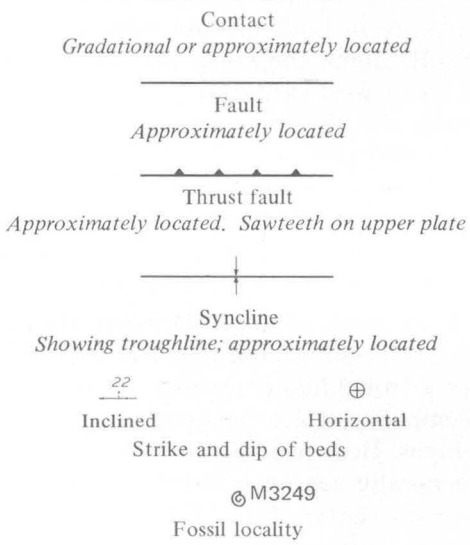 Contact
Gradational or approximately located
Fault
Approximately located
Thrust fault
Approximately located. Sawteeth on upper plate
Syncline
Showing troughline; approximately located
22
Inclined Horizontal
Strike and dip of beds
M3249
Fossil locality